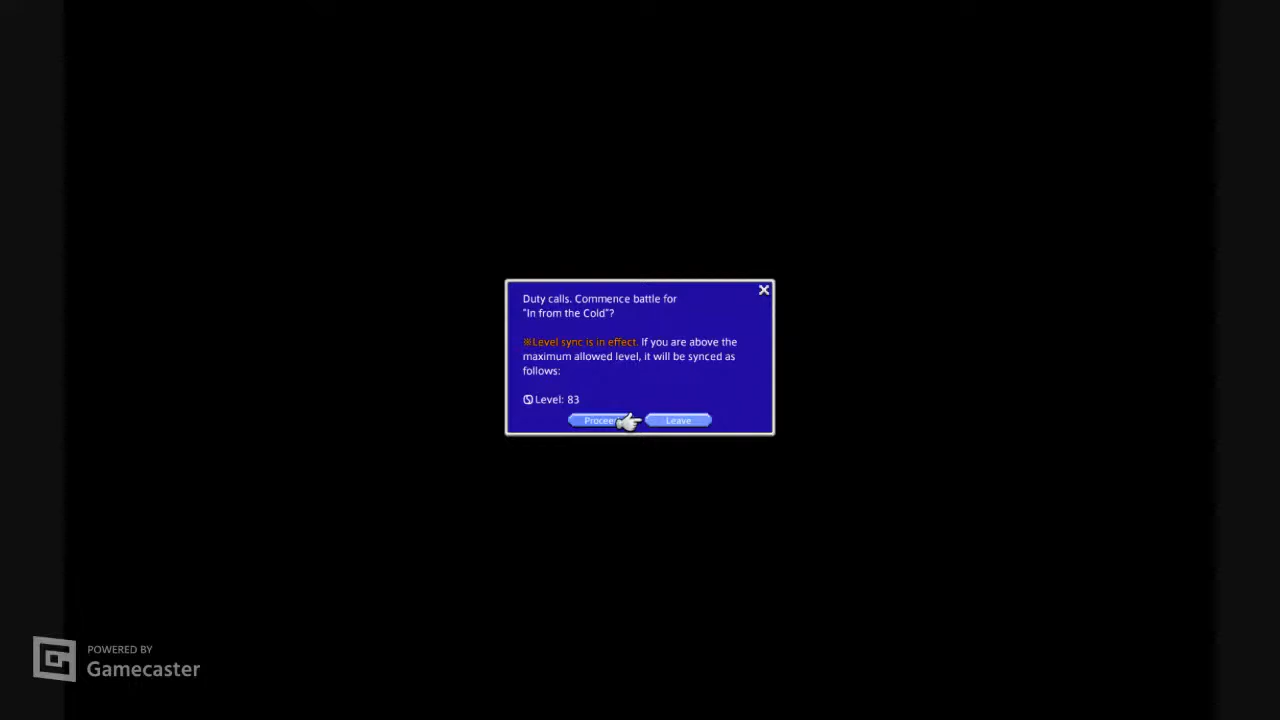 Duty calls. Commence battle for
"In from the Cold"?
※Level sync is in effect. If you are above the
maximum allowed level, it will be synced as
follows:
Level: 83
Leave
POWERED BY
Gamecaster